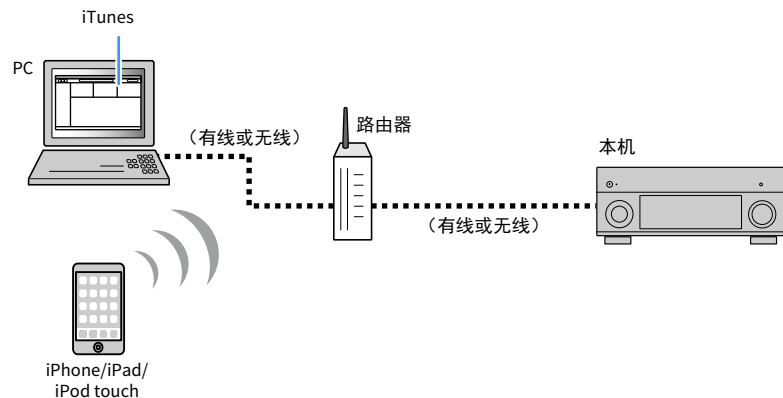 iTunes
PC
（有线或无线）
路由器
本机
（有线或无线）
iPhone/iPad/
iPod touch